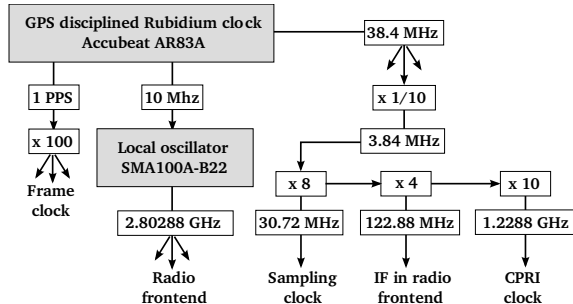 GPS disciplined Rubidium clock
Accubeat AR83A
38.4 MHz
1 PPS
10 Mhz
x 1/10
x 100
Local oscillator
SMA100A-B22
3.84 MHz
Frame
clock
x 8
x 4
x 10
2.80288 GHz
30.72 MHz
122.88 MHz
1.2288 GHz
Radio
frontend
Sampling
clock
IF in radio
frontend
CPRI
clock